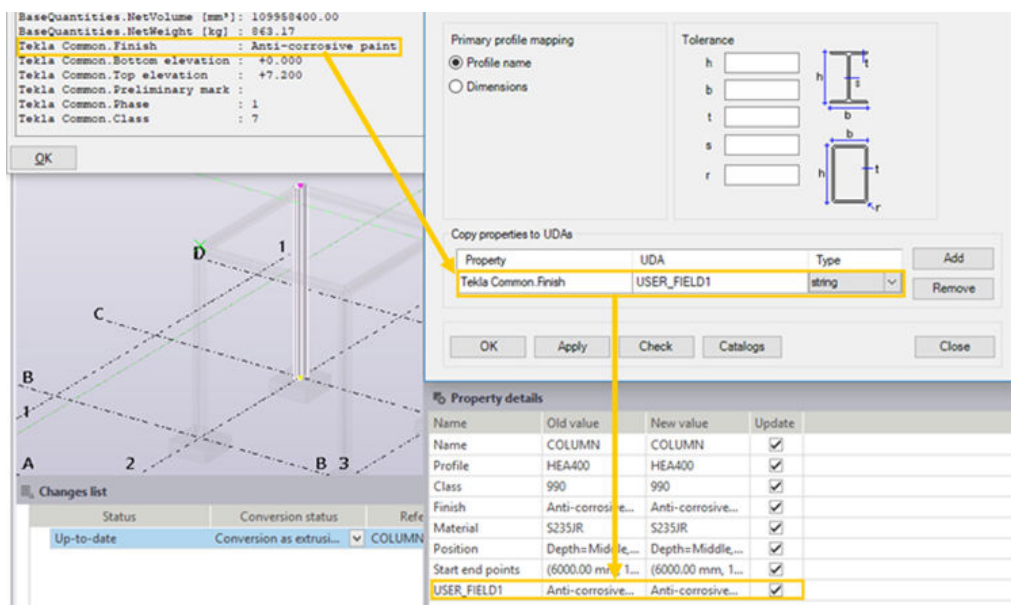 BaseQuantities.NetVolume [mm³]: 109958400.00
BaseQuantities.NetWeight [kg] : 863.17
Tekla Common.Finish : Anti-corrosive paint
Tekla Common.Bottom elevation : +0.000
Tekla Common.Top elevation : +7.200
Tekla Common.Preliminary mark :
Tekla Common.Phase : 1
Tekla Common.Class : 7
OK
Primary profile mapping
Profile name
Dimensions
Tolerance
h
b
t
s
r
h
t
s
b
b
h
t
r
Copy properties to UDAs
Property UDA Type
Tekla Common.Finish USER_FIELD1 string
Add
Remove
OK Apply Check Catalogs Close
D
1
C
B
1
A 2 B 3
Changes list
Status Conversion status Refe
Up-to-date Conversion as extrusi... COLUMN
Property details
Name Old value New value Update
Name COLUMN COLUMN
Profile HEA400 HEA400
Class 990 990
Finish Anti-corrosive... Anti-corrosive...
Material S235JR S235JR
Position Depth=Middle,... Depth=Middle,...
Start end points (6000.00 mm, 1... (6000.00 mm, 1...
USER_FIELD1 Anti-corrosive... Anti-corrosive...